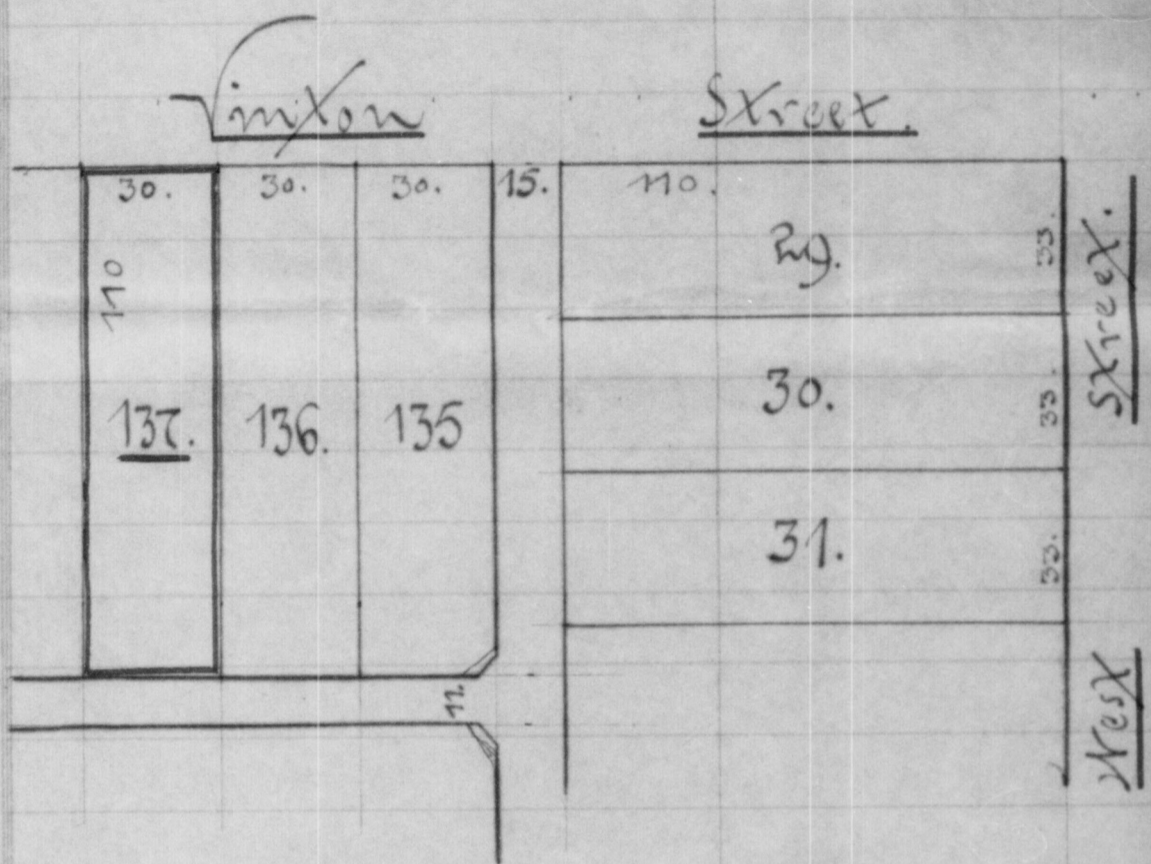 Clinton Street.
30. 30. 30. 15. 110.
110
137. 136. 135
29. 33.
30. 33.
31. 33.
11.
West Street.